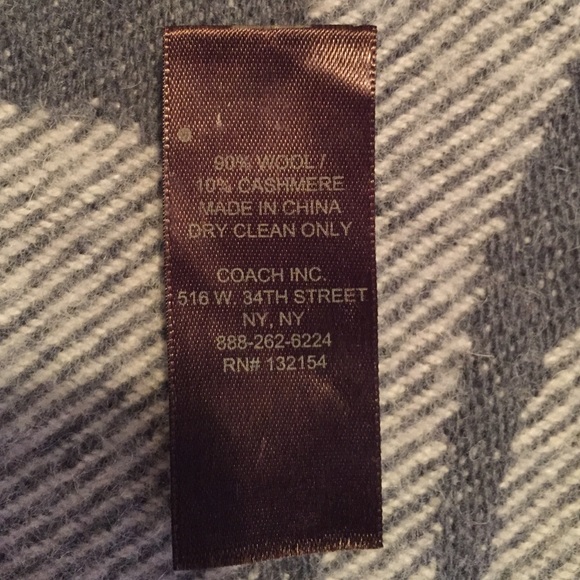 90% WOOL/
10% CASHMERE
MADE IN CHINA
DRY CLEAN ONLY
COACH INC.
516 W. 34TH STREET
NY, NY
888-262-6224
RN# 132154